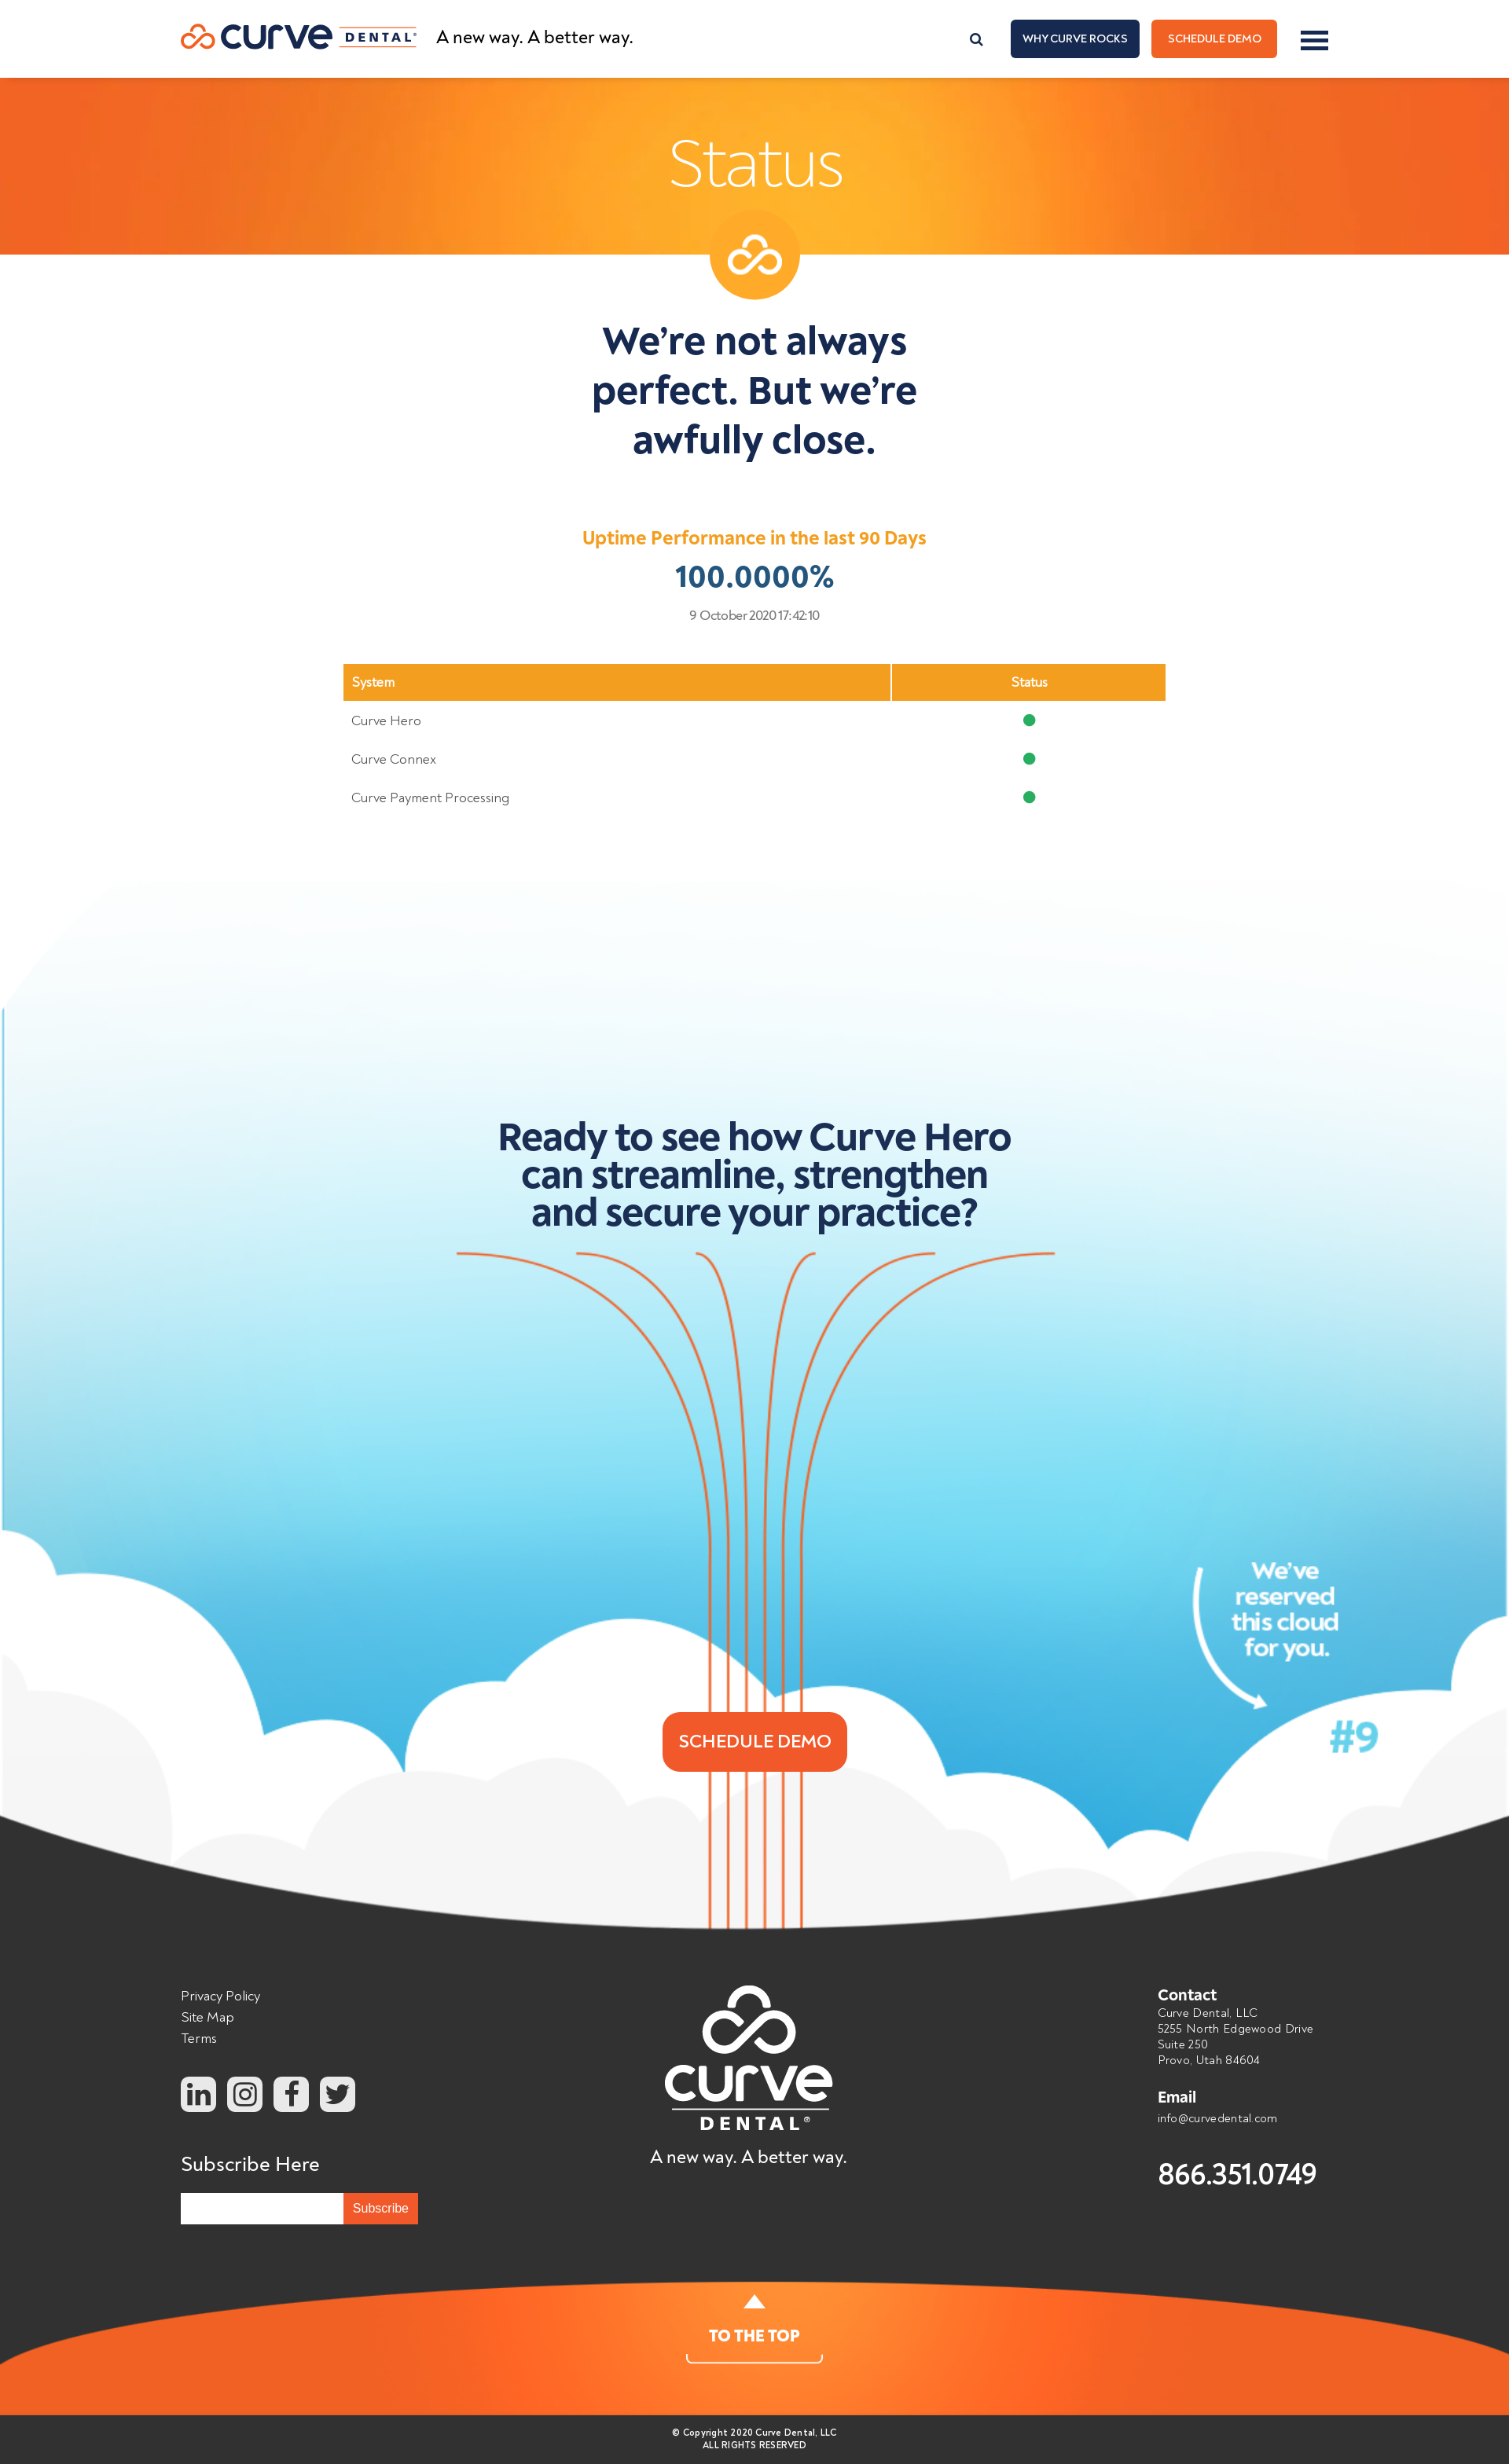 curve DENTAL®
A new way. A better way.
WHY CURVE ROCKS
SCHEDULE DEMO
Status
We’re not always
perfect. But we’re
awfully close.
Uptime Performance in the last 90 Days
100.0000%
9 October 2020 17:42:10
System Status
Curve Hero
Curve Connex
Curve Payment Processing
Ready to see how Curve Hero
can streamline, strengthen
and secure your practice?
We’ve
reserved
this cloud
for you.
#9
SCHEDULE DEMO
Privacy Policy
Site Map
Terms
Subscribe Here
Subscribe
curve
DENTAL®
A new way. A better way.
Contact
Curve Dental, LLC
5255 North Edgewood Drive
Suite 250
Provo, Utah 84604
Email
info@curvedental.com
866.351.0749
TO THE TOP
© Copyright 2020 Curve Dental, LLC
ALL RIGHTS RESERVED